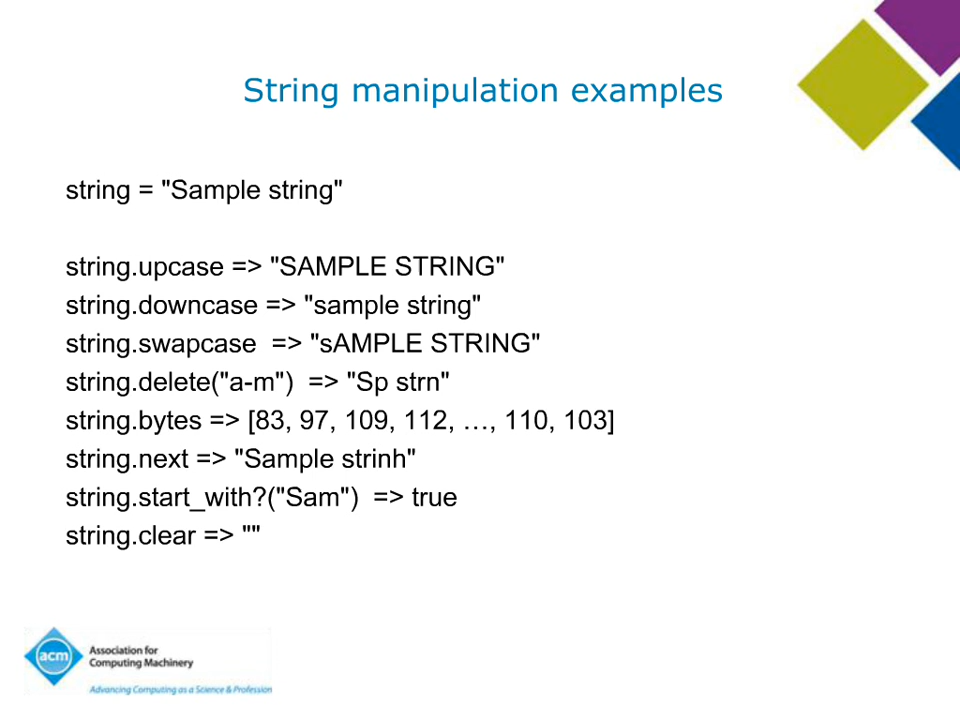 String manipulation examples
string = "Sample string"
string.upcase => "SAMPLE STRING"
string.downcase => "sample string"
string.swapcase  => "sAMPLE STRING"
string.delete("a-m")  => "Sp strn"
string.bytes => [83, 97, 109, 112, …, 110, 103]
string.next => "Sample strinh"
string.start_with?("Sam")  => true
string.clear => ""
acm
Association for
Computing Machinery
Advancing Computing as a Science & Profession